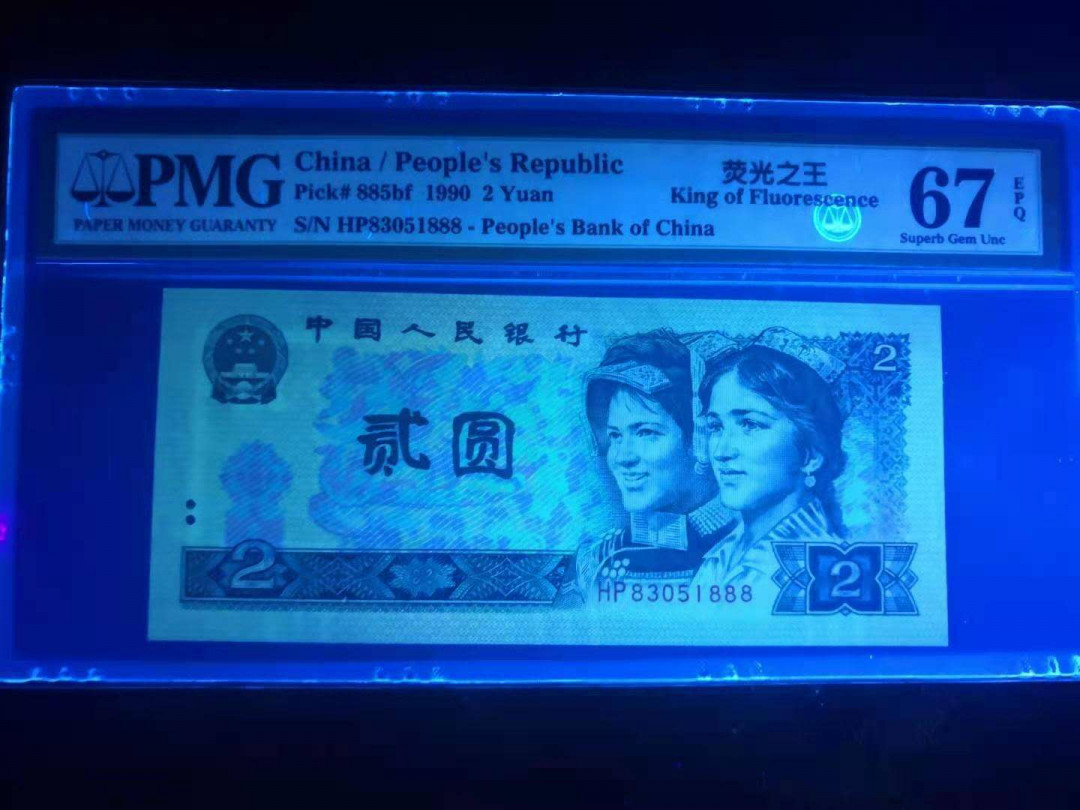 PMG
PAPER MONEY GUARANTY
China / People's Republic
Pick# 885bf 1990 2 Yuan
S/N HP83051888 - People's Bank of China
荧光之王
King of Fluorescence
67
EPQ
Superb Gem Unc
中国人民银行
2
贰圆
2
HP83051888
2